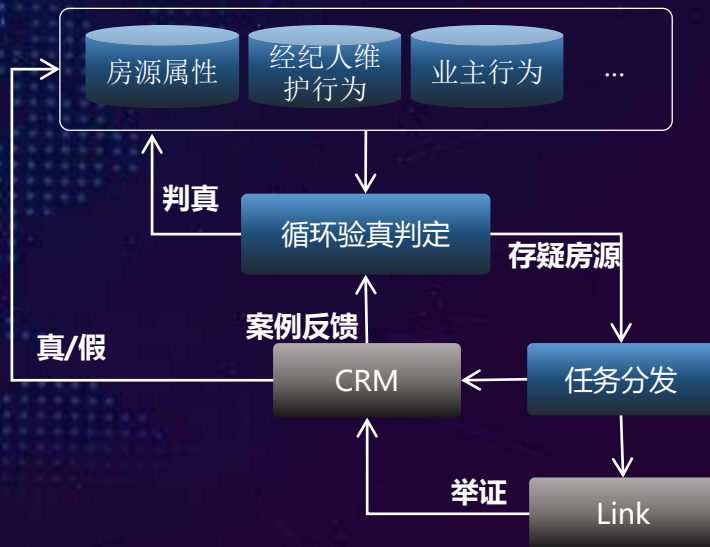 房源属性
经纪人维
护行为
业主行为
...
判真
循环验真判定
存疑房源
案例反馈
真/假
CRM
任务分发
举证
Link